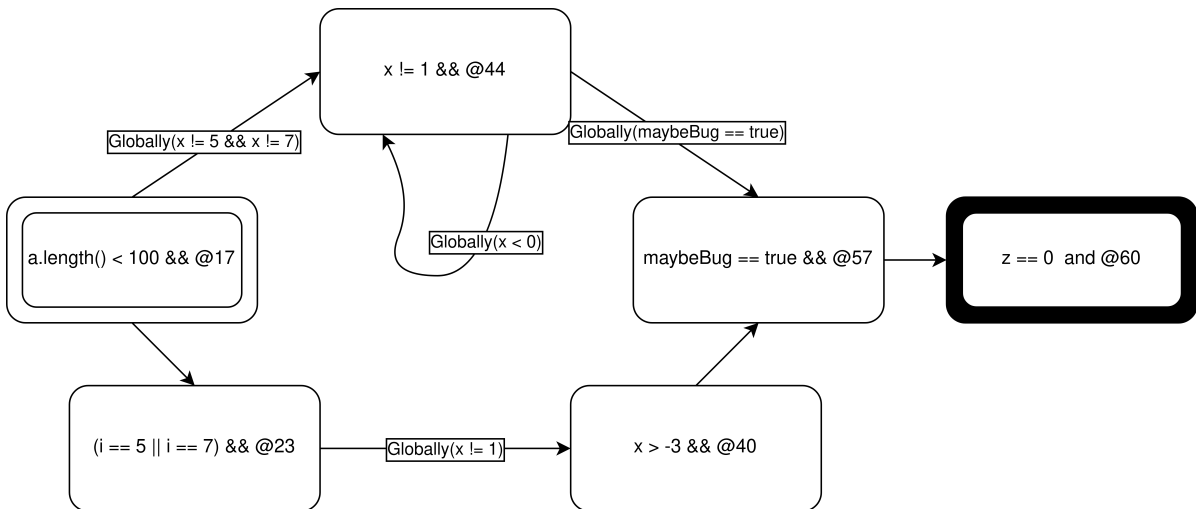 x != 1 && @44
Globally(x != 5 && x != 7)
Globally(maybeBug == true)
Globally(x < 0)
a.length() < 100 && @17
maybeBug == true && @57
z == 0 and @60
(i == 5 || i == 7) && @23
Globally(x != 1)
x > -3 && @40